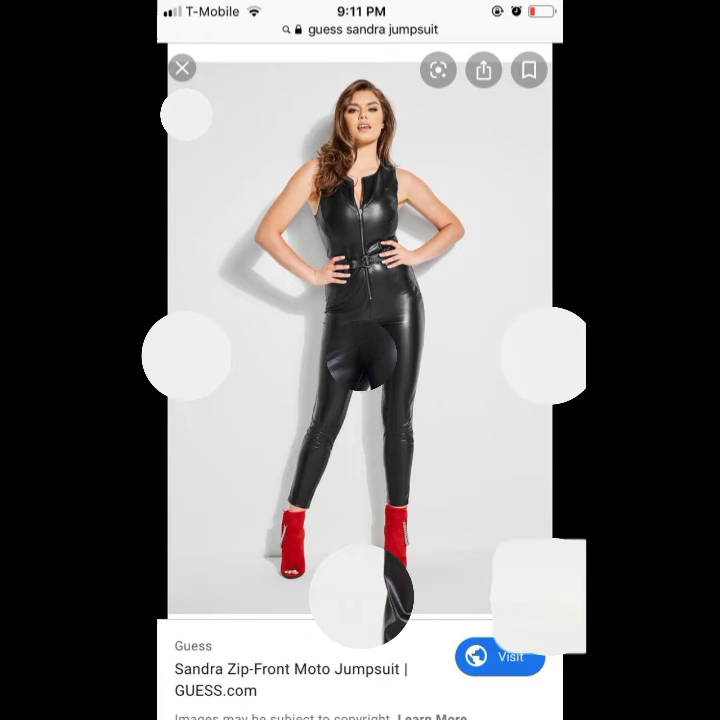 T-Mobile 9:11 PM
guess sandra jumpsuit
Guess
Sandra Zip-Front Moto Jumpsuit |
GUESS.com
Visit
Images may be subject to copyright. Learn More